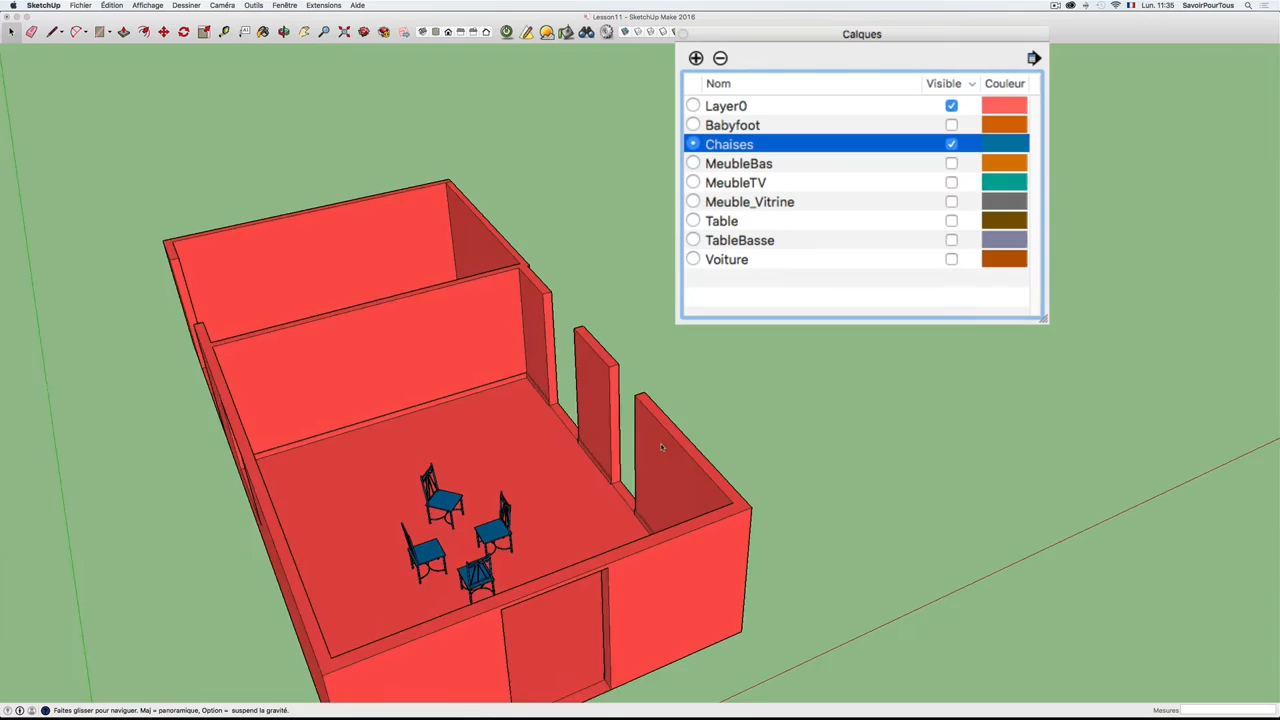 SketchUp Fichier Édition Affichage Dessiner Caméra Outils Fenêtre Extensions Aide Lun. 11:35 SavoirPourTous
Lesson11 - SketchUp Make 2016
Calques
Nom Visible Couleur
Layer0
Babyfoot
Chaises
MeubleBas
MeubleTV
Meuble_Vitrine
Table
TableBasse
Voiture
Faites glisser pour naviguer. Maj = panoramique, Option = suspend la gravité. Mesures